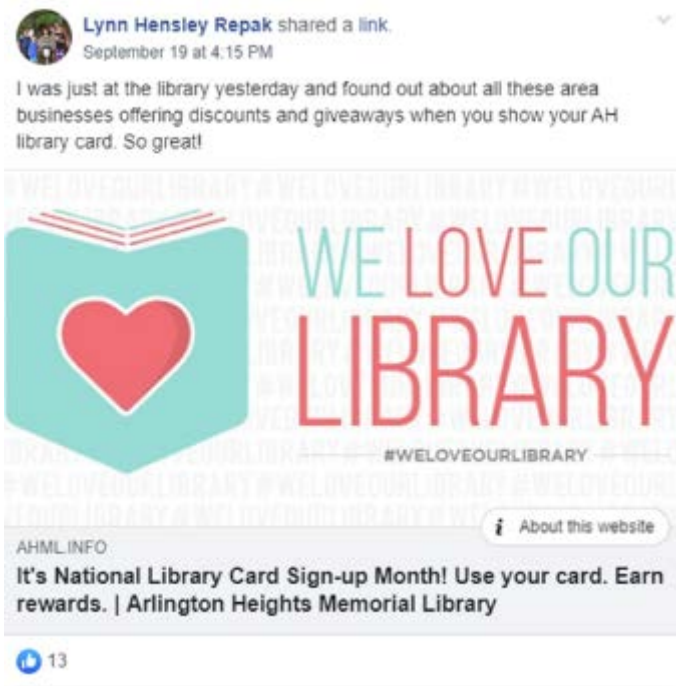 Lynn Hensley Repak shared a link.
September 19 at 4:15 PM
I was just at the library yesterday and found out about all these area
businesses offering discounts and giveaways when you show your AH
library card. So great!
WE LOVE OUR
LIBRARY
#WELOVEOURLIBRARY
i About this website
AHML.INFO
It's National Library Card Sign-up Month! Use your card. Earn
rewards. | Arlington Heights Memorial Library
13